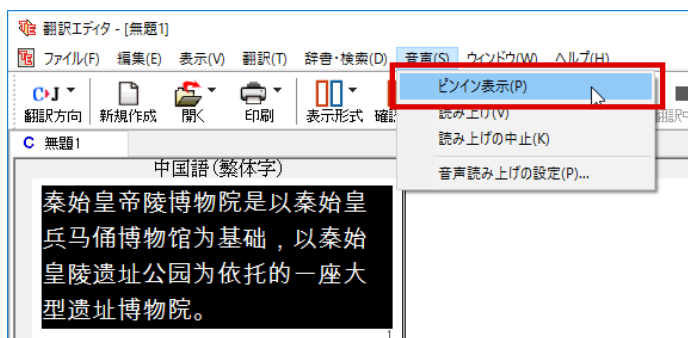 翻訳エディタ - [無題1]
ファイル(F) 編集(E) 表示(V) 翻訳(T) 辞書・検索(D) 音声(S) ウィンドウ(W) ヘルプ(H)
C›J
翻訳方向 新規作成 開く 印刷 表示形式
ピンイン表示(P)
読み上げ(V)
読み上げの中止(K)
音声読み上げの設定(P)...
C 無題1
中国語(繁体字)
秦始皇帝陵博物院是以秦始皇
兵马俑博物馆为基础，以秦始
皇陵遗址公园为依托的一座大
型遗址博物院。
1